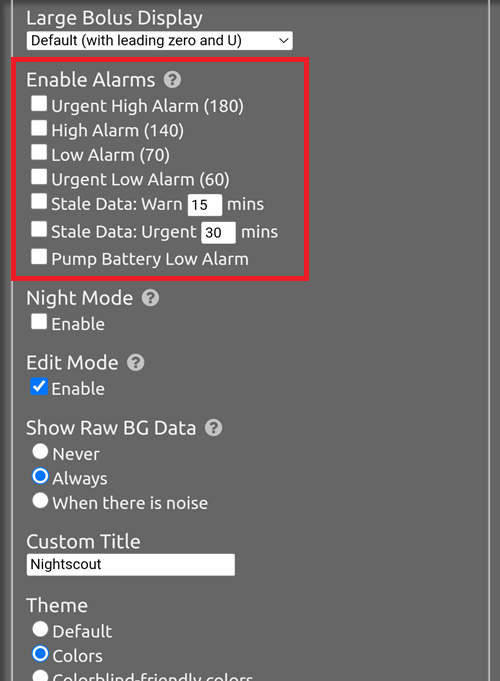 Large Bolus Display
Default (with leading zero and U)
Enable Alarms ?
Urgent High Alarm (180)
High Alarm (140)
Low Alarm (70)
Urgent Low Alarm (60)
Stale Data: Warn 15 mins
Stale Data: Urgent 30 mins
Pump Battery Low Alarm
Night Mode ?
Enable
Edit Mode ?
Enable
Show Raw BG Data ?
Never
Always
When there is noise
Custom Title
Nightscout
Theme
Default
Colors
Colorblind-friendly colors